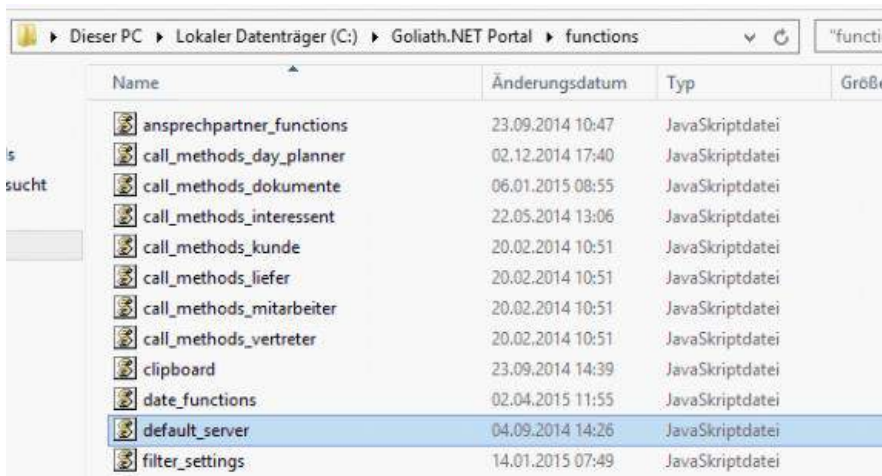 Dieser PC Lokaler Datenträger (C:) Goliath.NET Portal functions "functi
Name Änderungsdatum Typ Größe
ansprechpartner_functions 23.09.2014 10:47 JavaSkriptdatei
s call_methods_day_planner 02.12.2014 17:40 JavaSkriptdatei
sucht call_methods_dokumente 06.01.2015 08:55 JavaSkriptdatei
call_methods_interessent 22.05.2014 13:06 JavaSkriptdatei
call_methods_kunde 20.02.2014 10:51 JavaSkriptdatei
call_methods_liefer 20.02.2014 10:51 JavaSkriptdatei
call_methods_mitarbeiter 20.02.2014 10:51 JavaSkriptdatei
call_methods_vertreter 20.02.2014 10:51 JavaSkriptdatei
clipboard 23.09.2014 14:39 JavaSkriptdatei
date_functions 02.04.2015 11:55 JavaSkriptdatei
default_server 04.09.2014 14:26 JavaSkriptdatei
filter_settings 14.01.2015 07:49 JavaSkriptdatei